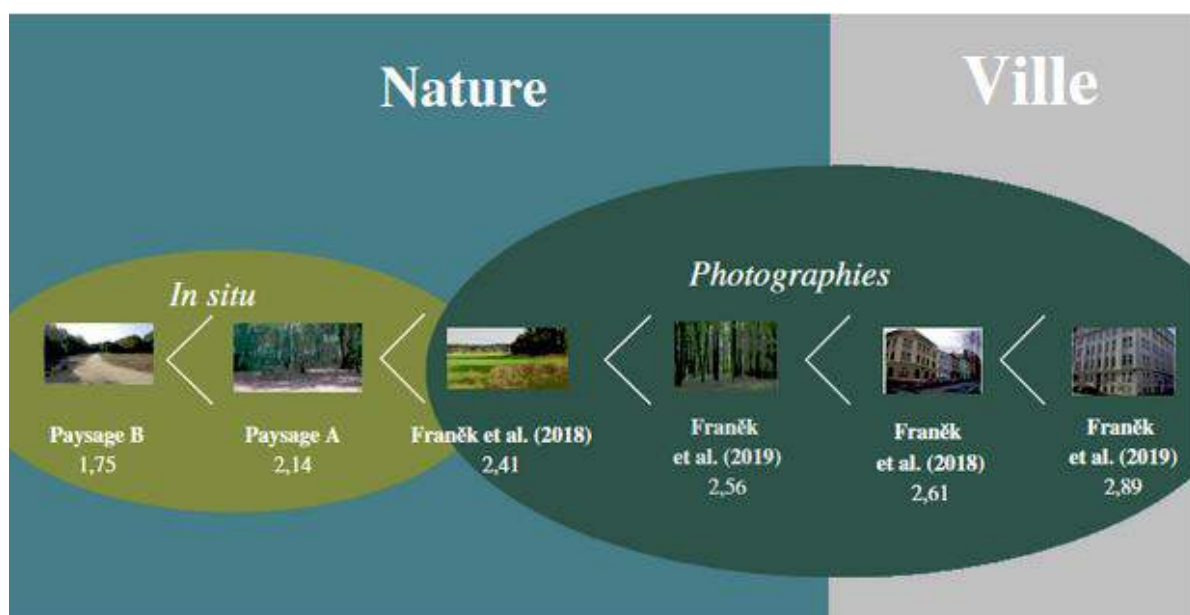 Nature
Ville
In situ
Photographies
Paysage B
1,75
Paysage A
2,14
Franěk et al. (2018)
2,41
Franěk
et al. (2019)
2,56
Franěk
et al. (2018)
2,61
Franěk
et al. (2019)
2,89